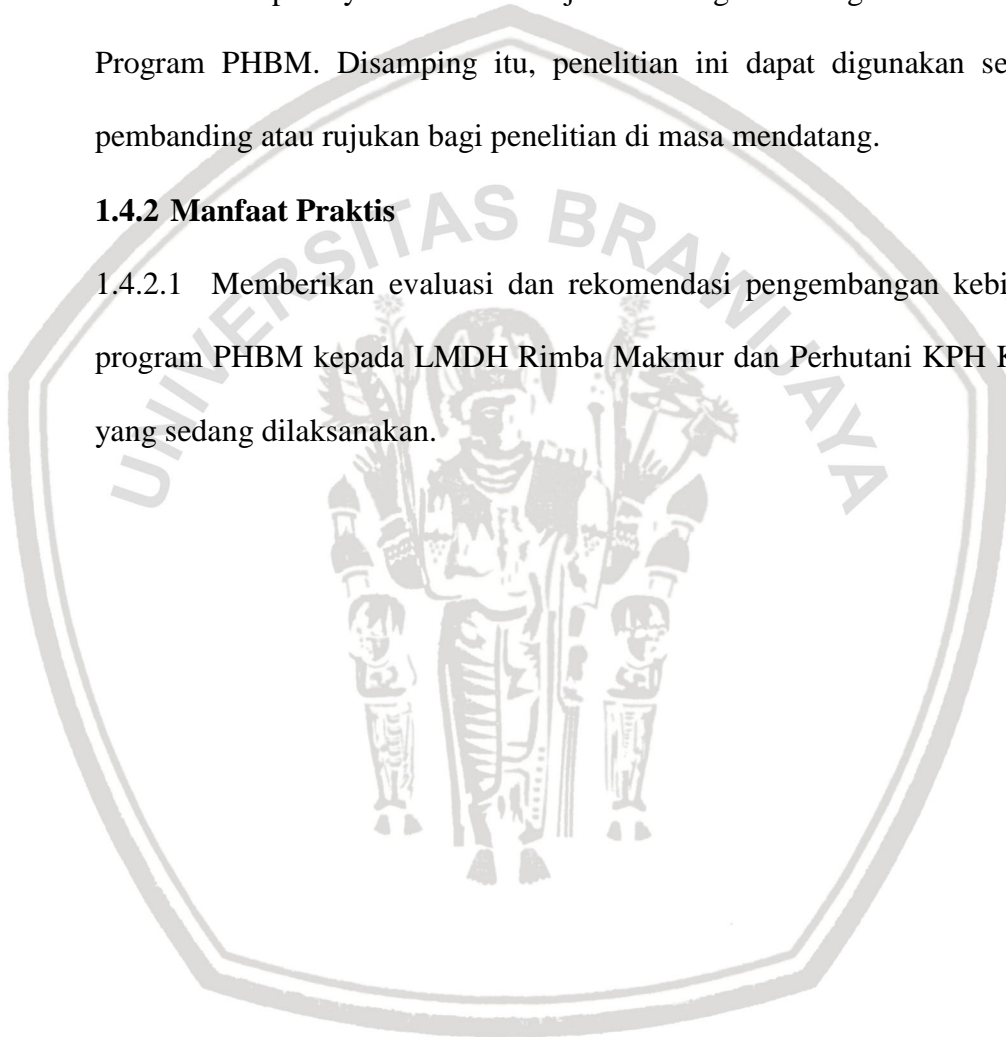 Program PHBM. Disamping itu, penelitian ini dapat digunakan
pembanding atau rujukan bagi penelitian di masa mendatang.
1.4.2 Manfaat Praktis
1.4.2.1 Memberikan evaluasi dan rekomendasi pengembangan
program PHBM kepada LMDH Rimba Makmur dan Perhutani KPH
yang sedang dilaksanakan.
UNIVERSITAS BRAWIJAYA